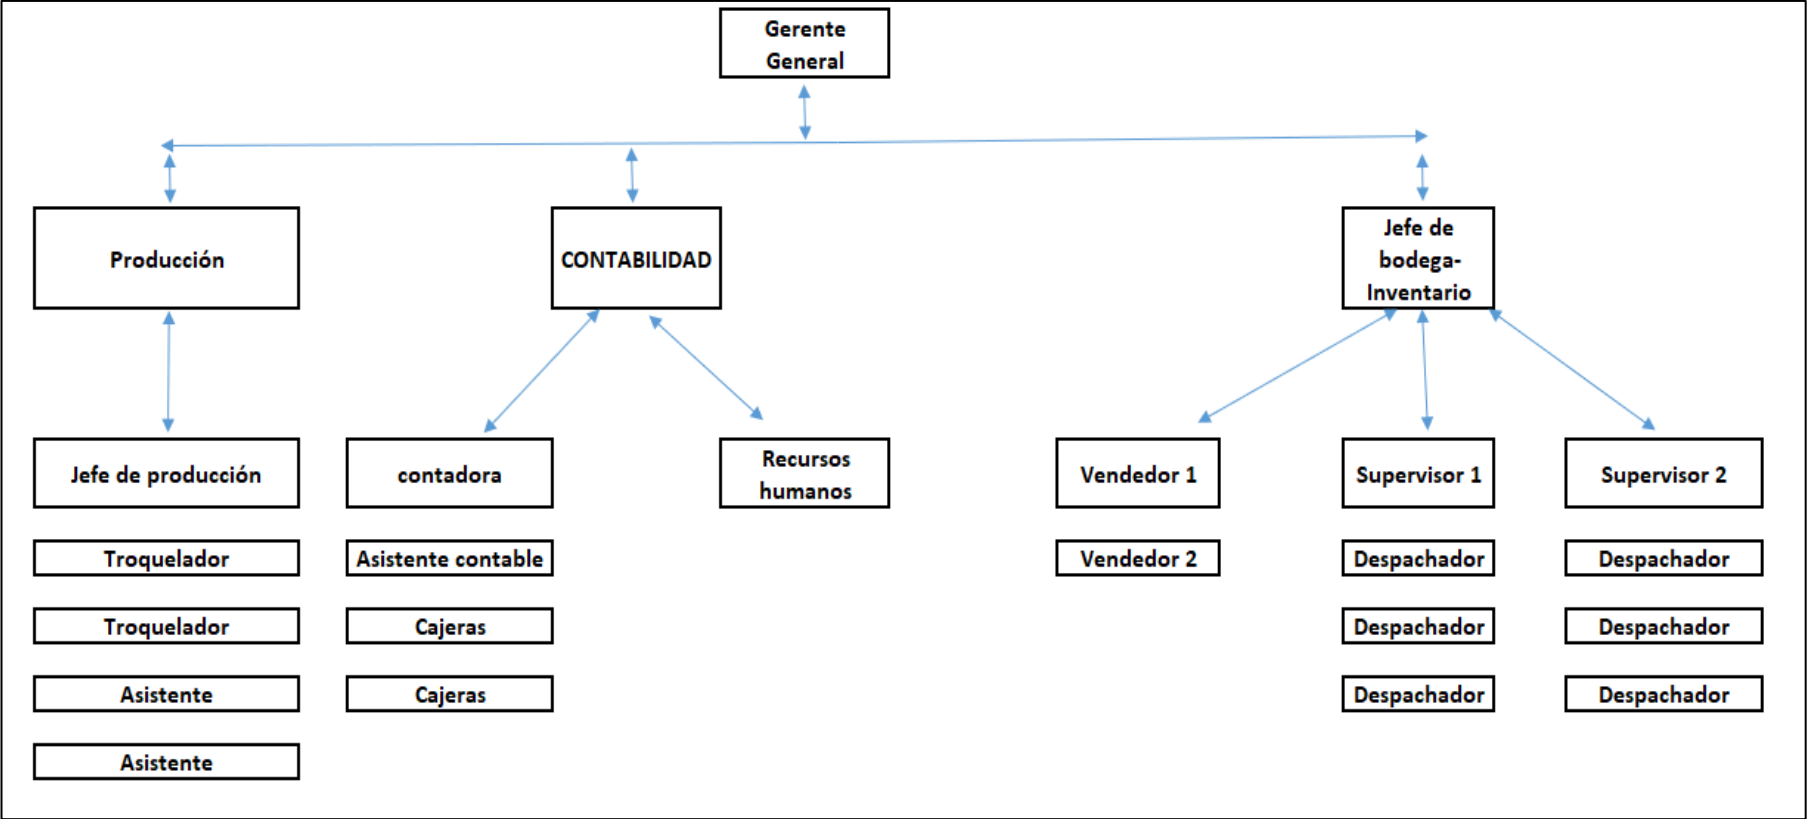 Gerente
General
Producción
CONTABILIDAD
Jefe de
bodega-
Inventario
Jefe de producción
contadora
Recursos
humanos
Vendedor 1
Supervisor 1
Supervisor 2
Troquelador
Asistente contable
Vendedor 2
Despachador
Despachador
Troquelador
Cajeras
Despachador
Despachador
Asistente
Cajeras
Despachador
Despachador
Asistente